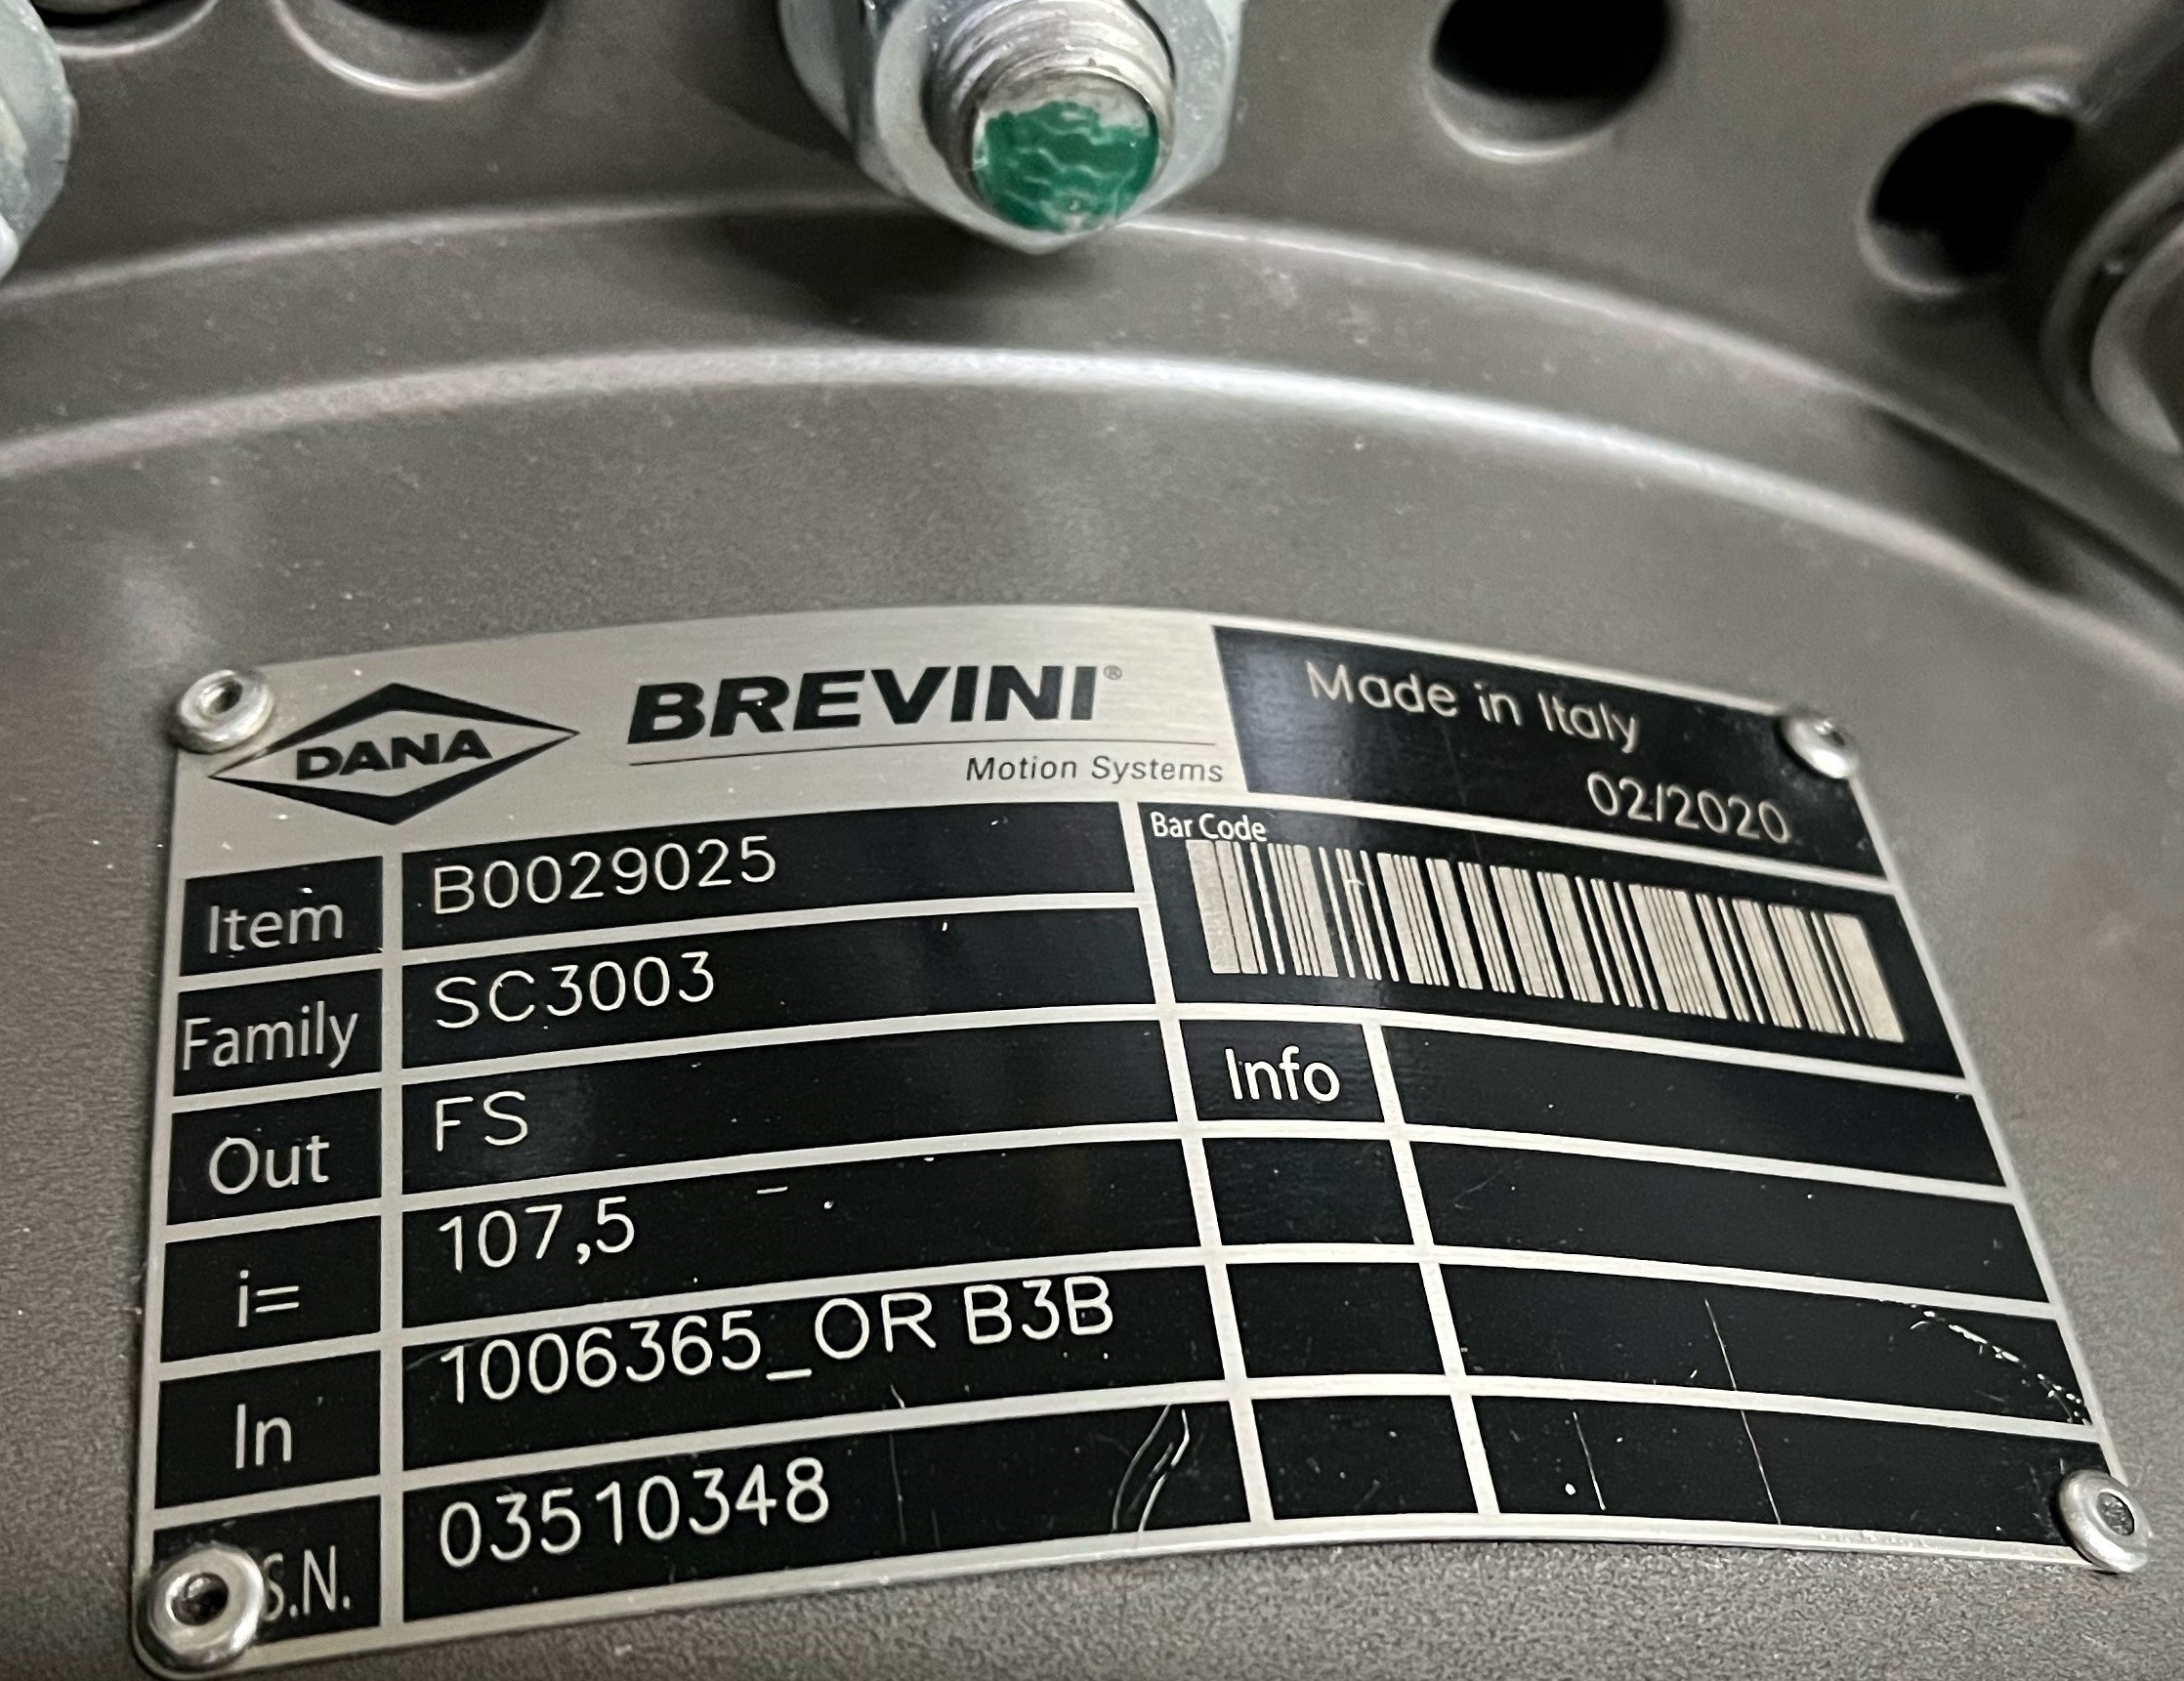 DANA
BREVINI®
Motion Systems
Made in Italy
02/2020
Item B0029025
Bar Code
Family SC3003
Out FS
Info
i= 107,5
In 1006365_OR B3B
S.N. 03510348